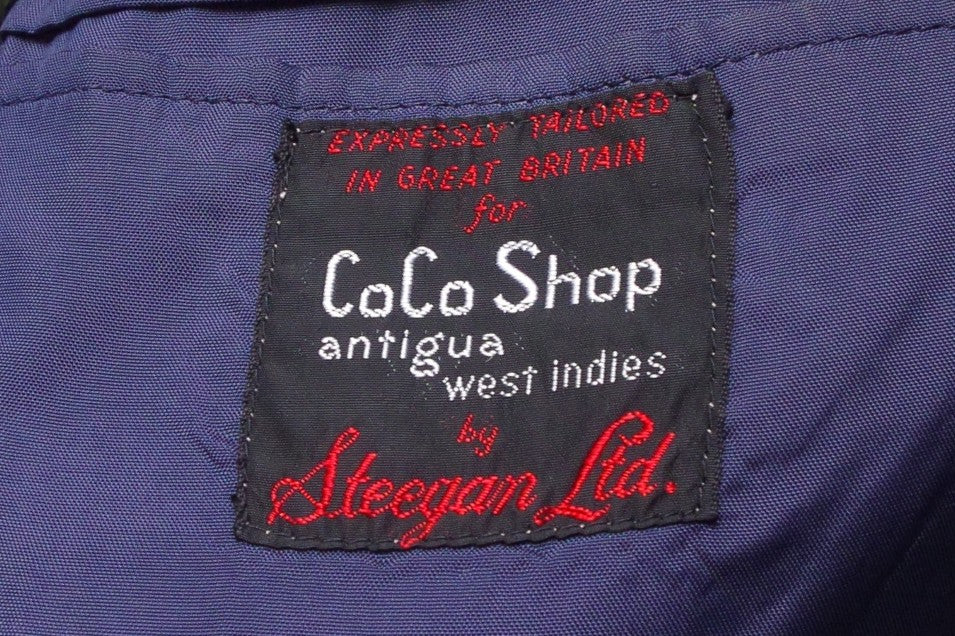 EXPRESSLY TAILORED
IN GREAT BRITAIN
for
CoCo Shop
antigua
west indies
by
Steegan Ltd.